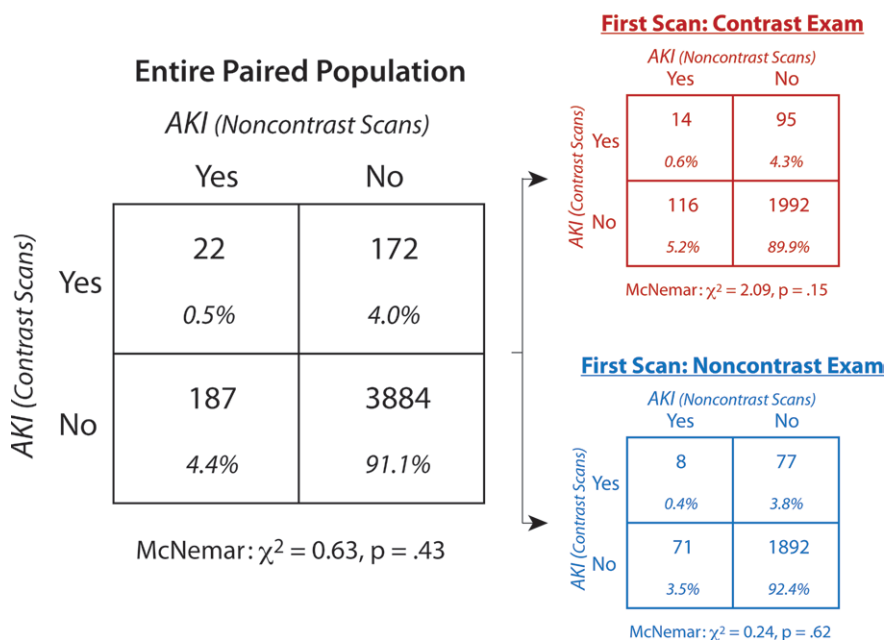 Entire Paired Population
AKI (Noncontrast Scans)
Yes No
AKI (Contrast Scans)
Yes
22 172
0.5% 4.0%
No
187 3884
4.4% 91.1%
McNemar: χ² = 0.63, p = .43
First Scan: Contrast Exam
AKI (Noncontrast Scans)
Yes No
AKI (Contrast Scans)
Yes
14 95
0.6% 4.3%
No
116 1992
5.2% 89.9%
McNemar: χ² = 2.09, p = .15
First Scan: Noncontrast Exam
AKI (Noncontrast Scans)
Yes No
AKI (Contrast Scans)
Yes
8 77
0.4% 3.8%
No
71 1892
3.5% 92.4%
McNemar: χ² = 0.24, p = .62